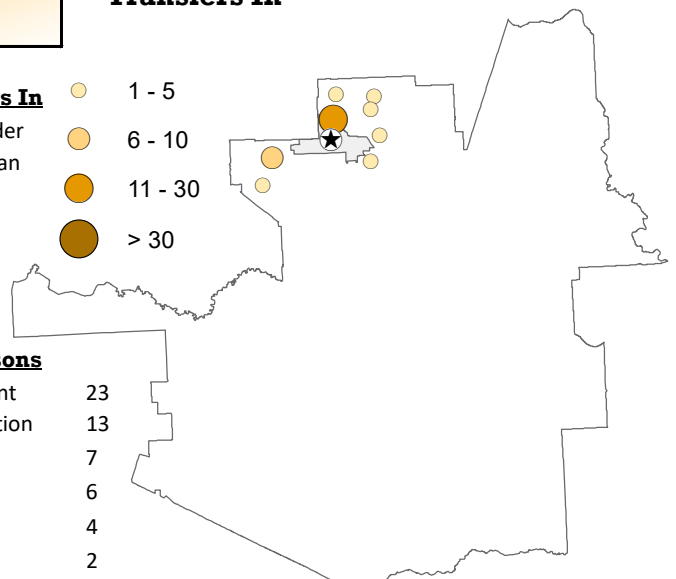 Transfers In
s In
1 - 5
der
6 - 10
an
11 - 30
> 30
sons
nt 23
tion 13
7
6
4
2